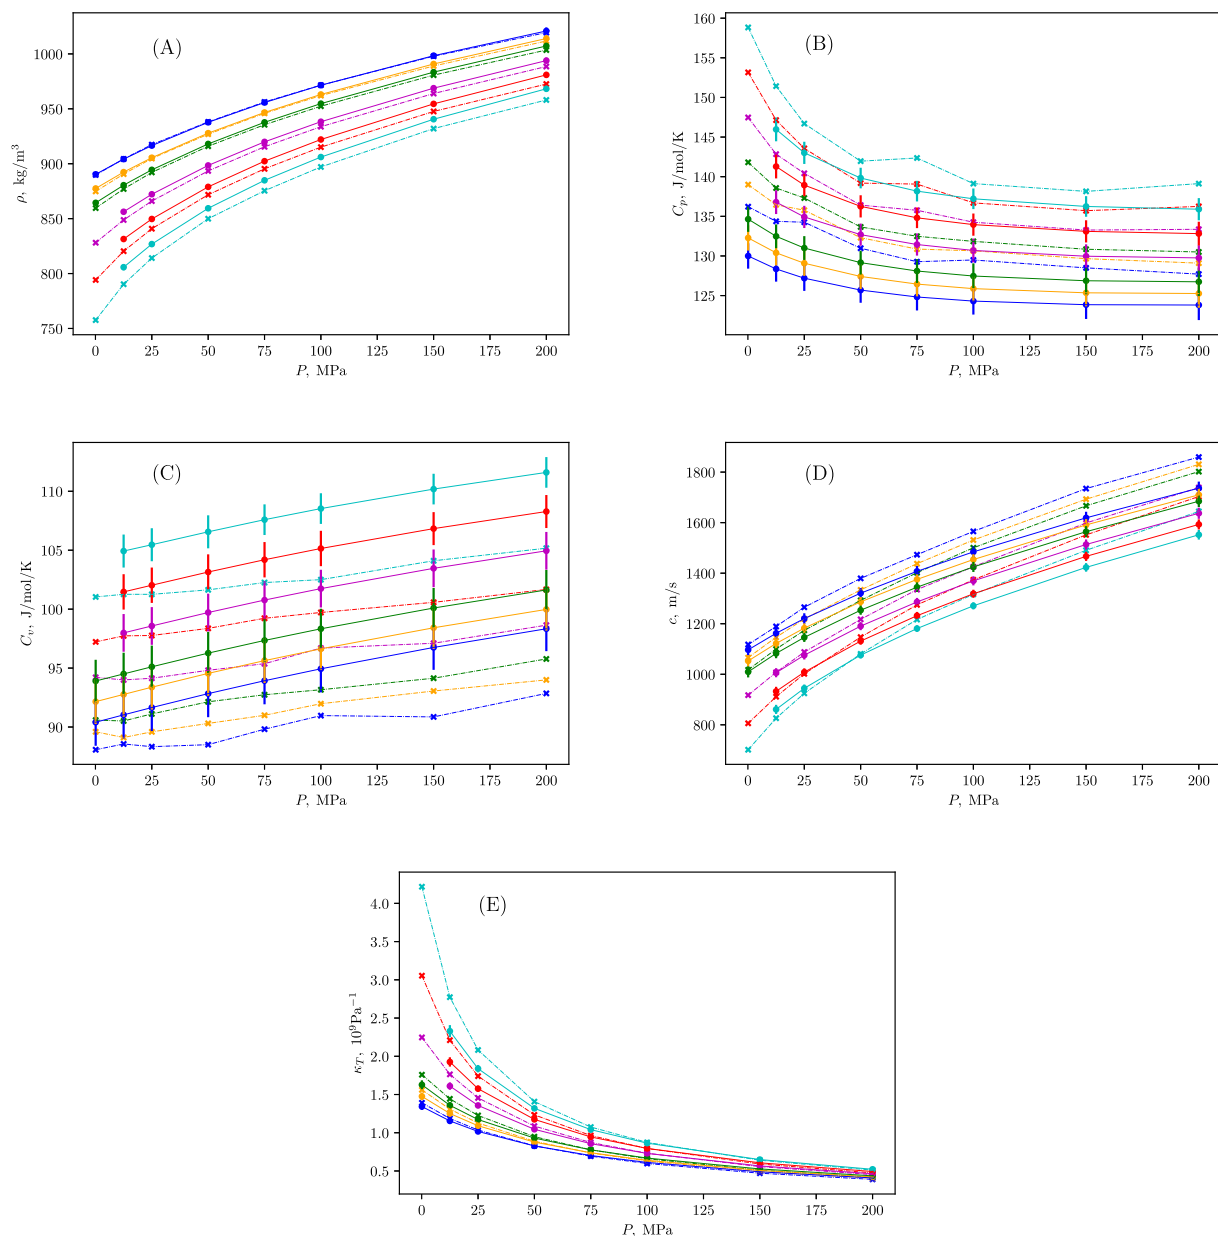 (A)
1000
950
900
850
800
750
ρ, kg/m³
0 25 50 75 100 125 150 175 200
P, MPa
(B)
160
155
150
145
140
135
130
125
C_p, J/mol/K
0 25 50 75 100 125 150 175 200
P, MPa
(C)
110
105
100
95
90
C_v, J/mol/K
0 25 50 75 100 125 150 175 200
P, MPa
(D)
1800
1600
1400
1200
1000
800
c, m/s
0 25 50 75 100 125 150 175 200
P, MPa
(E)
4.0
3.5
3.0
2.5
2.0
1.5
1.0
0.5
κ_T, 10⁹Pa⁻¹
0 25 50 75 100 125 150 175 200
P, MPa